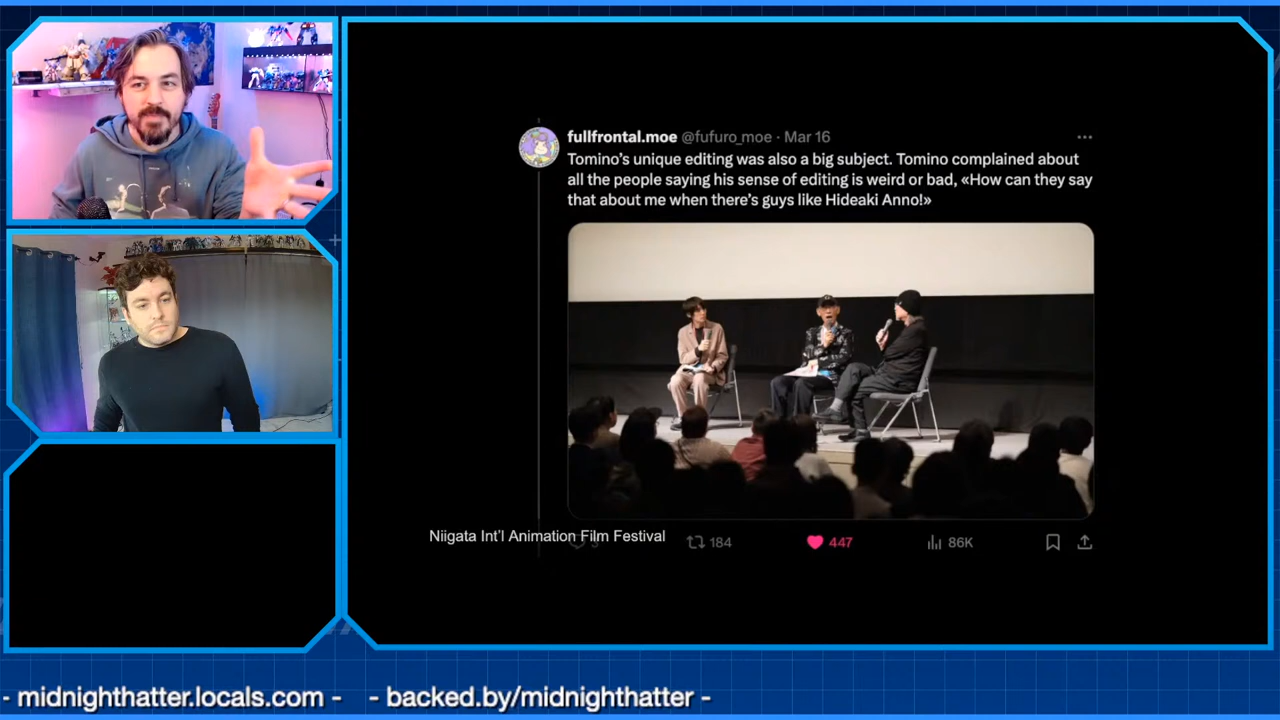 fullfrontal.moe @fufuro_moe · Mar 16
Tomino's unique editing was also a big subject. Tomino complained about
all the people saying his sense of editing is weird or bad, «How can they say
that about me when there's guys like Hideaki Anno!»
Niigata Int'l Animation Film Festival
184
447
86K
- midnighthatter.locals.com - - backed.by/midnighthatter -